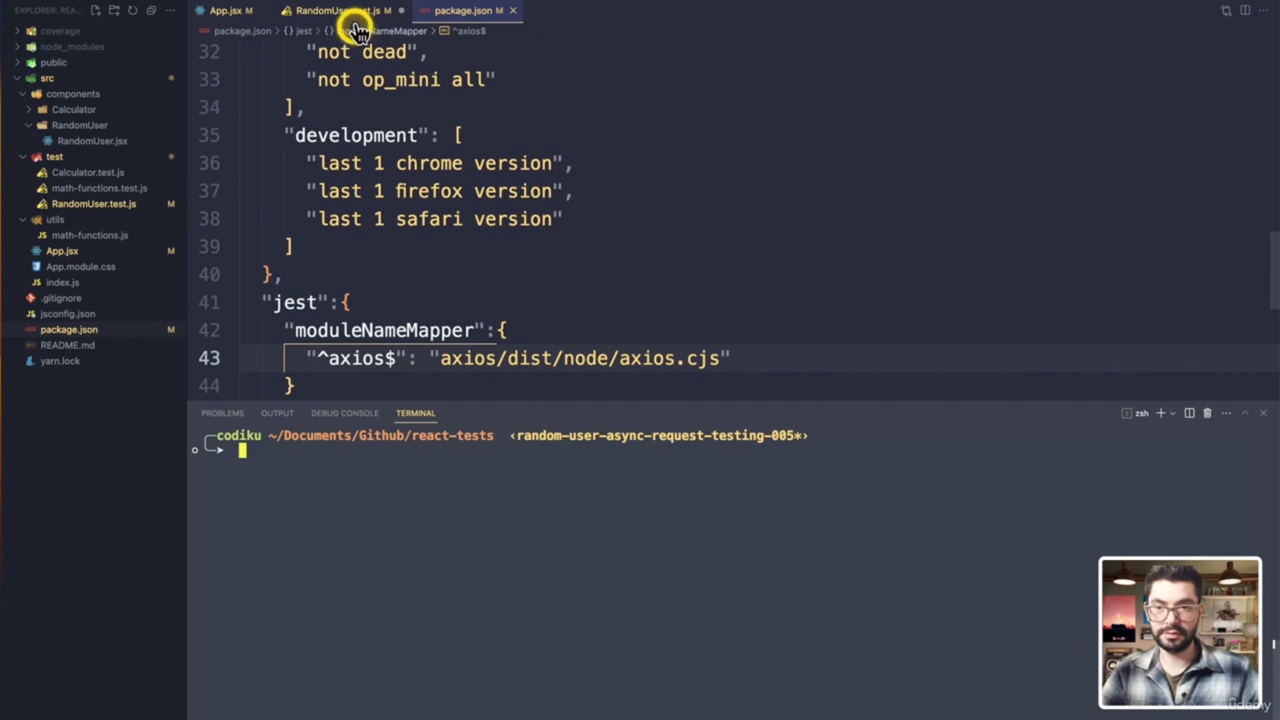 EXPLORER: REA...
App.jsx M
RandomUser.test.js M
package.json M
package.json > {} jest > {} moduleNameMapper > ^axios$
coverage
node_modules
public
src
components
Calculator
RandomUser
RandomUser.jsx
test
Calculator.test.js
math-functions.test.js
RandomUser.test.js M
utils
math-functions.js
App.jsx M
App.module.css
index.js
.gitignore
jsconfig.json
package.json M
README.md
yarn.lock
32 "not dead",
33 "not op_mini all"
34 ],
35 "development": [
36 "last 1 chrome version",
37 "last 1 firefox version",
38 "last 1 safari version"
39 ]
40 },
41 "jest":{
42 "moduleNameMapper":{
43 "^axios$": "axios/dist/node/axios.cjs"
44 }
PROBLEMS OUTPUT DEBUG CONSOLE TERMINAL
zsh
codiku ~/Documents/Github/react-tests ‹random-user-async-request-testing-005*›
udemy